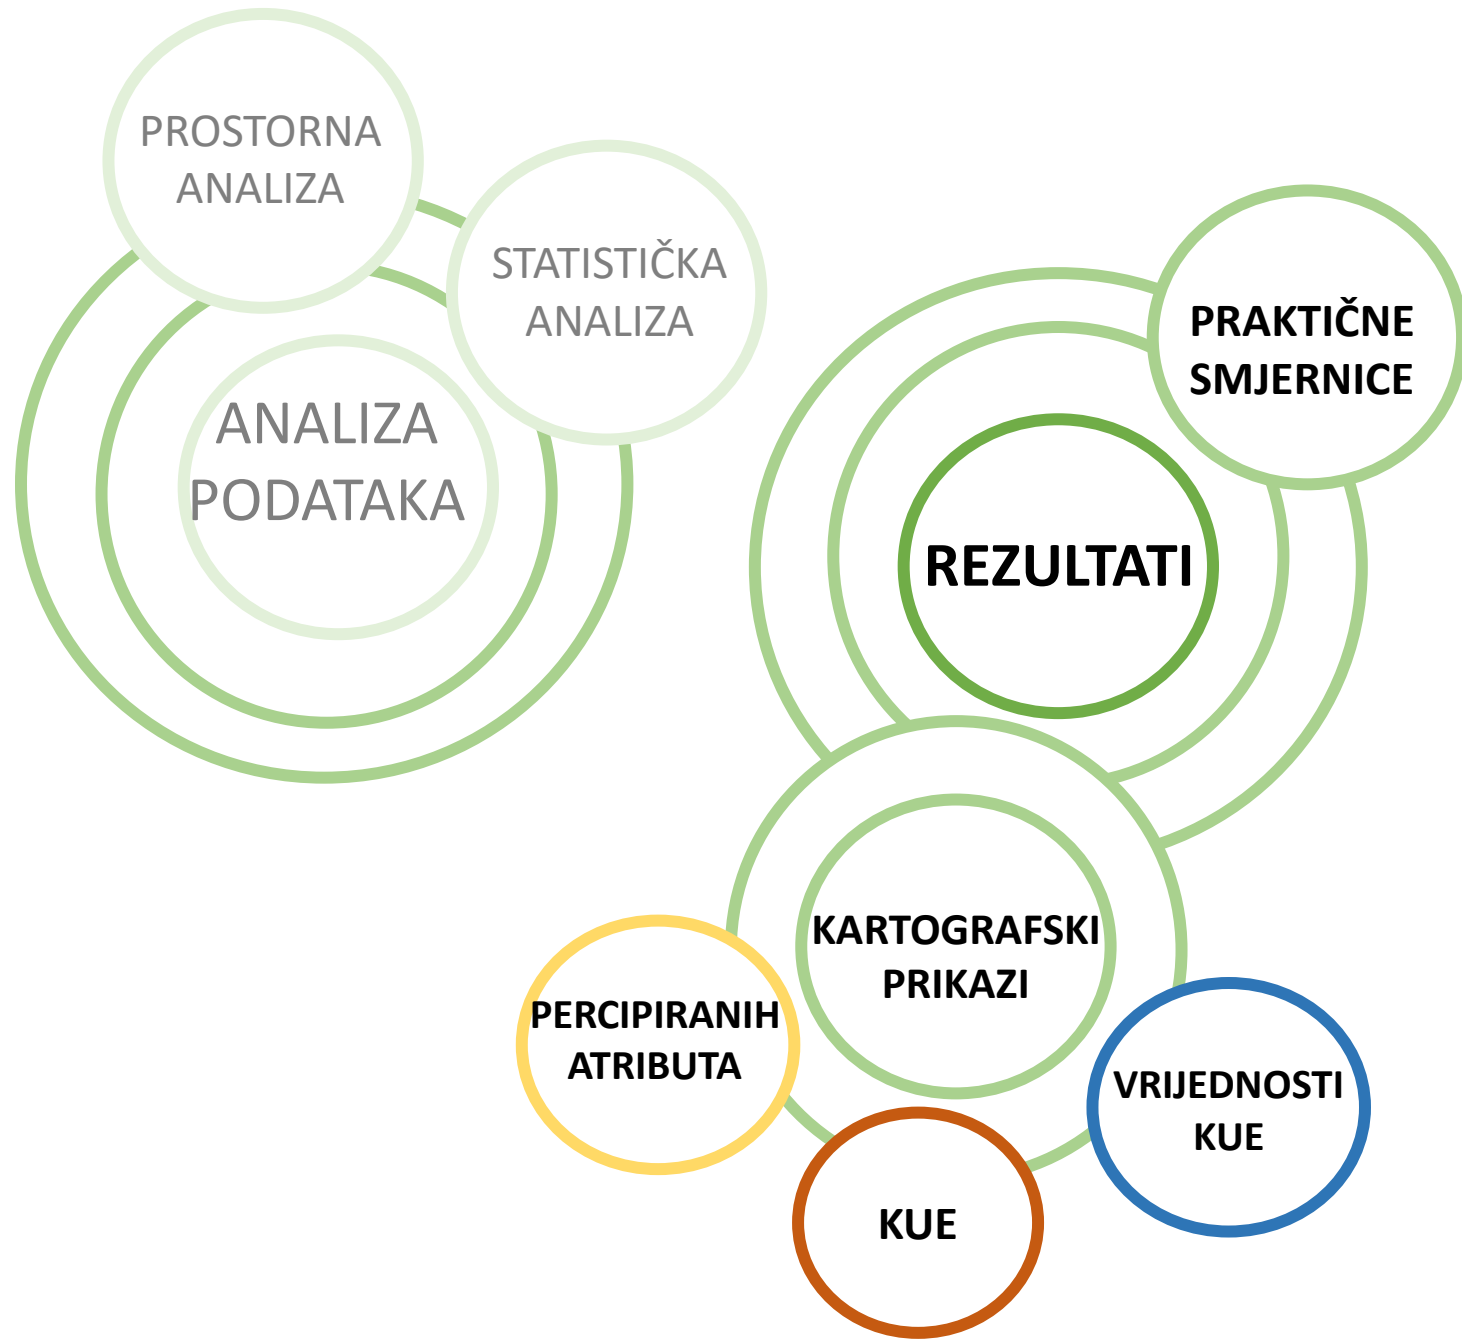 PROSTORNA
ANALIZA
STATISTIČKA
ANALIZA
ANALIZA
PODATAKA
PRAKTIČNE
SMJERNICE
REZULTATI
KARTOGRAFSKI
PRIKAZI
PERCIPIRANIH
ATRIBUTA
KUE
VRIJEDNOSTI
KUE